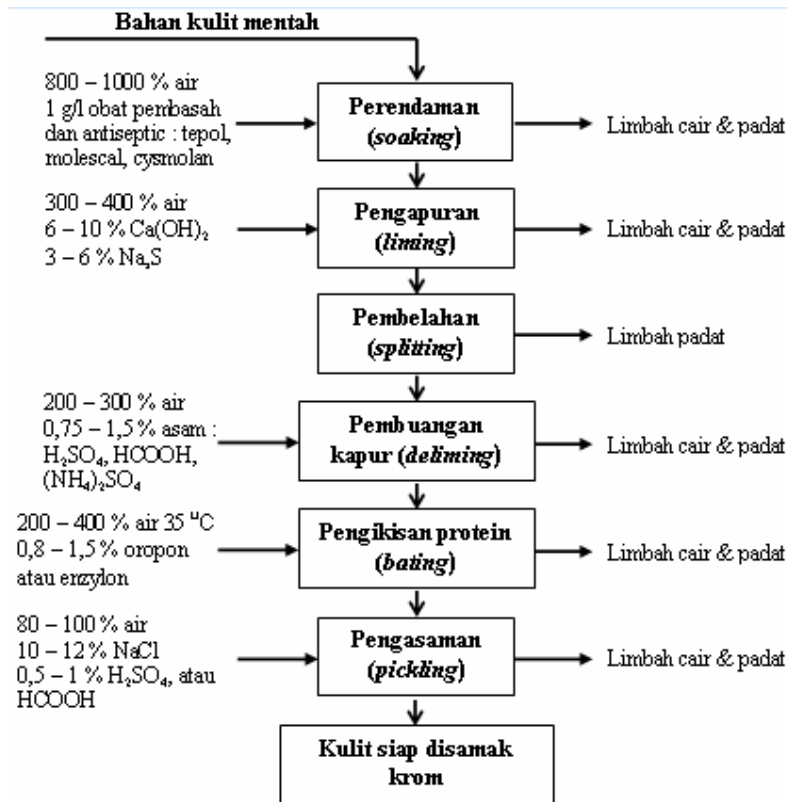 Bahan kulit mentah
800 – 1000 % air
1 g/l obat pembasah
dan antiseptic : tepol,
molescal, cysmolan
Perendaman
(soaking)
Limbah cair & padat
300 – 400 % air
6 – 10 % Ca(OH)₂
3 – 6 % Na₂S
Pengapuran
(liming)
Limbah cair & padat
Pembelahan
(splitting)
Limbah padat
200 – 300 % air
0,75 – 1,5 % asam :
H₂SO₄, HCOOH,
(NH₄)₂SO₄
Pembuangan
kapur (deliming)
Limbah cair & padat
200 – 400 % air 35 ⁰C
0,8 – 1,5 % oropon
atau enzylon
Pengikisan protein
(bating)
Limbah cair & padat
80 – 100 % air
10 – 12 % NaCl
0,5 – 1 % H₂SO₄, atau
HCOOH
Pengasaman
(pickling)
Limbah cair & padat
Kulit siap disamak
krom